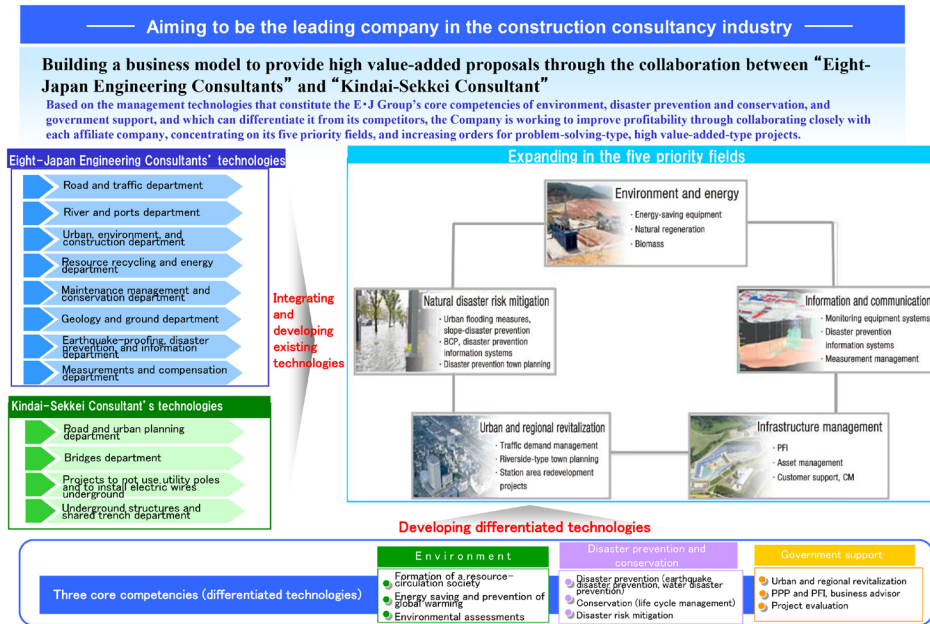 Aiming to be the leading company in the construction consultancy industry
Building a business model to provide high value-added proposals through the collaboration between “Eight-
Japan Engineering Consultants” and “Kindai-Sekkei Consultant”
Based on the management technologies that constitute the E・J Group’s core competencies of environment, disaster prevention and conservation, and
government support, and which can differentiate it from its competitors, the Company is working to improve profitability through collaborating closely with
each affiliate company, concentrating on its five priority fields, and increasing orders for problem-solving-type, high value-added-type projects.
Eight-Japan Engineering Consultants’ technologies
Road and traffic department
River and ports department
Urban, environment, and
construction department
Resource recycling and energy
department
Maintenance management and
conservation department
Geology and ground department
Earthquake-proofing, disaster
prevention, and information
department
Measurements and compensation
department
Kindai-Sekkei Consultant’s technologies
Road and urban planning
department
Bridges department
Projects to not use utility poles
and to install electric wires
underground
Underground structures and
shared trench department
Integrating
and
developing
existing
technologies
Expanding in the five priority fields
Environment and energy
・Energy-saving equipment
・Natural regeneration
・Biomass
Natural disaster risk mitigation
・Urban flooding measures,
slope-disaster prevention
・BCP, disaster prevention
information systems
・Disaster prevention town planning
Information and communication
・Monitoring equipment systems
・Disaster prevention
information systems
・Measurement management
Urban and regional revitalization
・Traffic demand management
・Riverside-type town planning
・Station area redevelopment
projects
Infrastructure management
・PFI
・Asset management
・Customer support, CM
Developing differentiated technologies
Three core competencies (differentiated technologies)
Environment
Formation of a resource-
circulation society
Energy saving and prevention of
global warming
Environmental assessments
Disaster prevention and
conservation
Disaster prevention (earthquake
disaster prevention, water disaster
prevention)
Conservation (life cycle management)
Disaster risk mitigation
Government support
Urban and regional revitalization
PPP and PFI, business advisor
Project evaluation